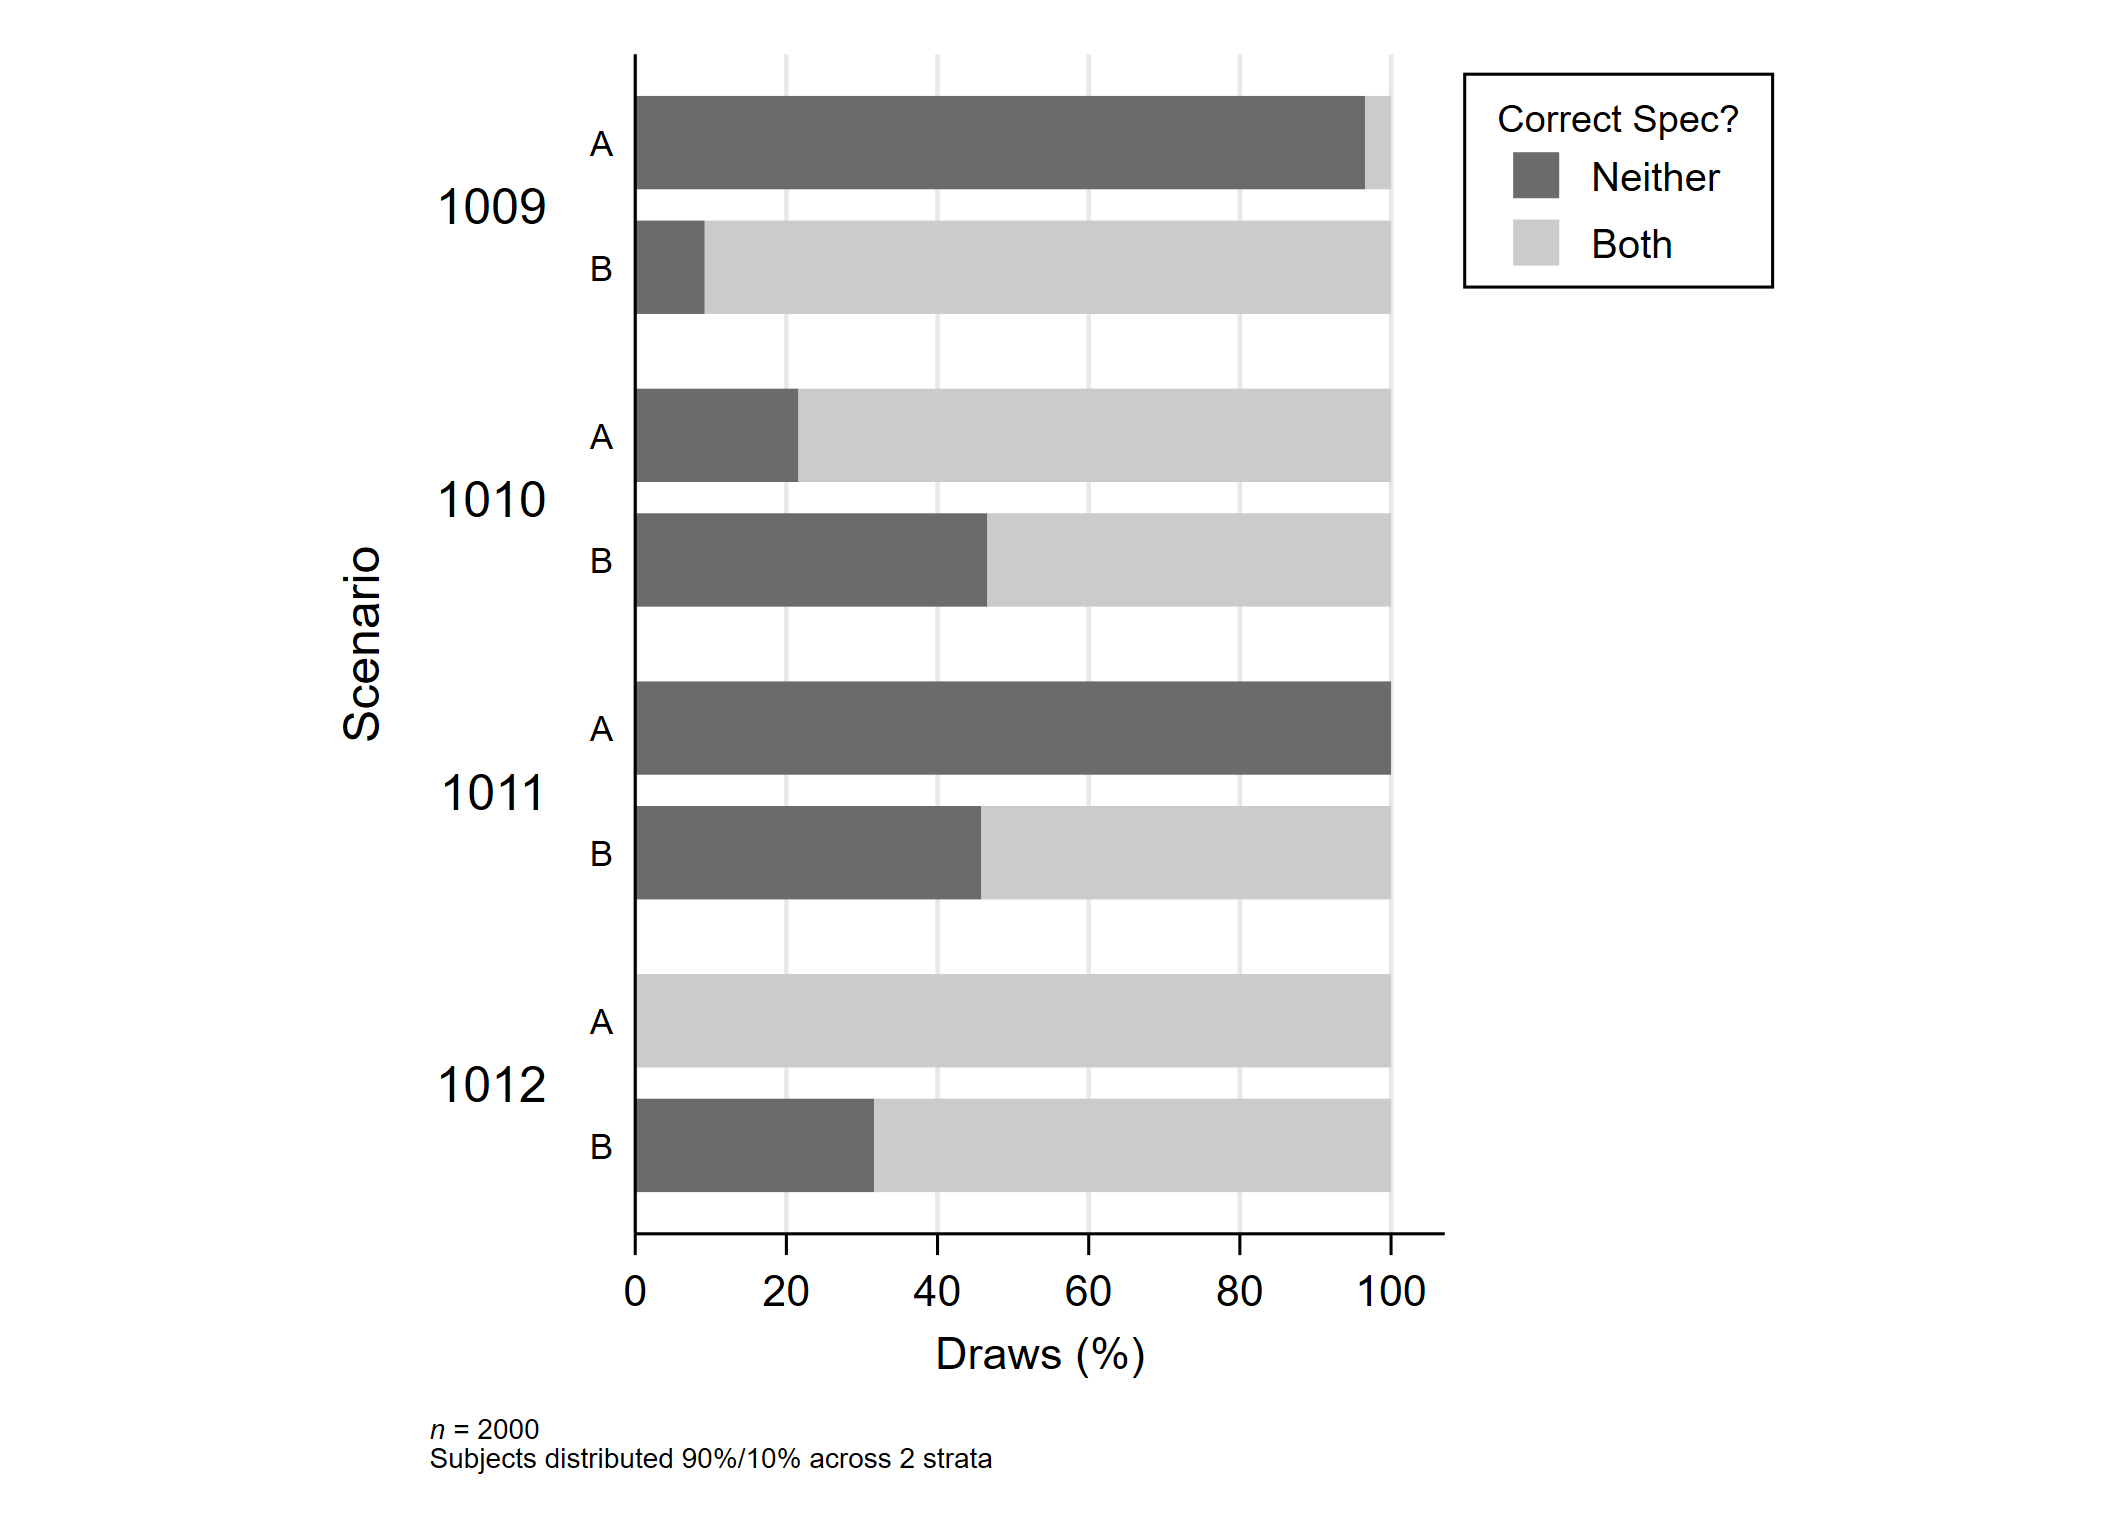 Correct Spec?
Neither
Both
Scenario
1009
A
B
1010
A
B
1011
A
B
1012
A
B
0 20 40 60 80 100
Draws (%)
n = 2000
Subjects distributed 90%/10% across 2 strata